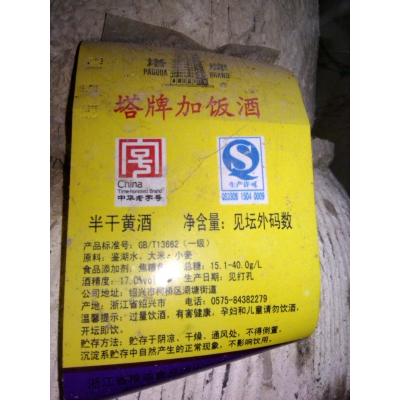 塔 牌
PAGODA BRAND
塔牌加饭酒
China
"Time-honored Brand"
中华老字号
生产许可
QS3306 1504 0009
半干黄酒 净含量：见坛外码数
产品标准号：GB/T13662（一级）
原料：鉴湖水、大米、小麦
食品添加剂：焦糖色 总糖：15.1-40.0g/L
酒精度：17.0%vol 生产日期：见打孔
公司地址：绍兴市柯桥区湖塘街道
产地：浙江省绍兴市 电话：0575-84382279
温馨提示：过量饮酒，有害健康，孕妇和儿童请勿饮酒，
开坛即饮。
贮存方法：贮存于阴凉、干燥、通风处，不得倒置。
沉淀系贮存中自然产生的正常现象，不影响饮用。
浙江省